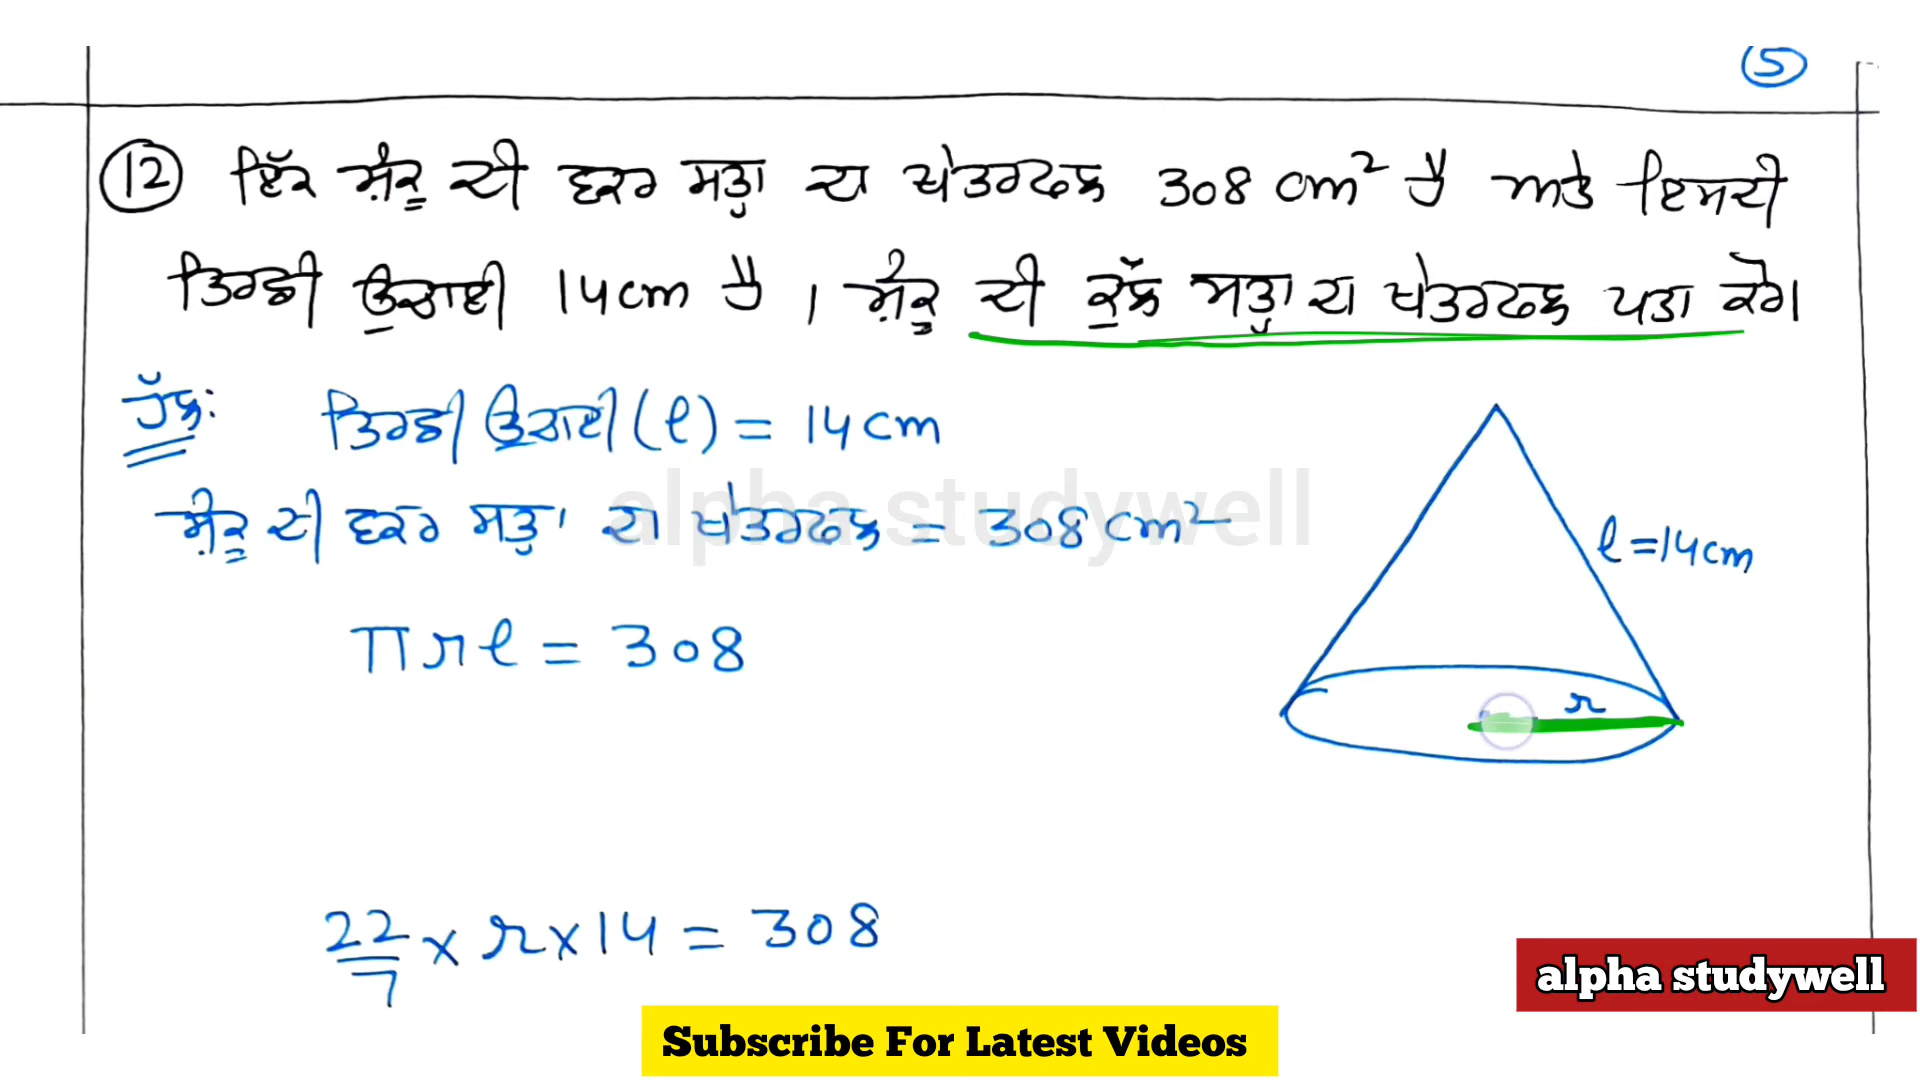 5
12 ਇੱਕ ਸ਼ੰਕੂ ਦੀ ਵਕਰ ਸਤ੍ਹਾ ਦਾ ਖੇਤਰਫਲ 308 cm² ਹੈ ਅਤੇ ਇਸਦੀ
ਤਿਰਛੀ ਉਚਾਈ 14cm ਹੈ । ਸ਼ੰਕੂ ਦੀ ਕੁੱਲ ਸਤ੍ਹਾ ਦਾ ਖੇਤਰਫਲ ਪਤਾ ਕਰੋ।
ਹੱਲ: ਤਿਰਛੀ ਉਚਾਈ (l) = 14cm
ਸ਼ੰਕੂ ਦੀ ਵਕਰ ਸਤ੍ਹਾ ਦਾ ਖੇਤਰਫਲ = 308 cm²
alpha studywell
l = 14cm
πrl = 308
r
22/7 × r × 14 = 308
alpha studywell
Subscribe For Latest Videos